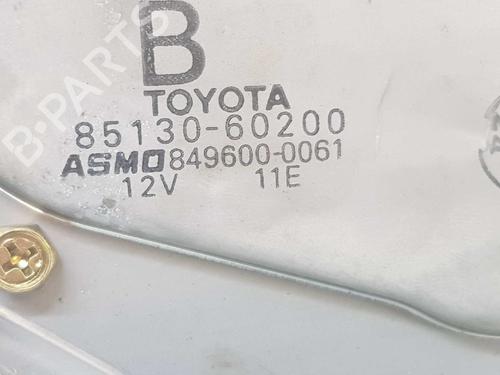 B
TOYOTA
85130-60200
ASMO 849600-0061
12V 11E
B-PARTS